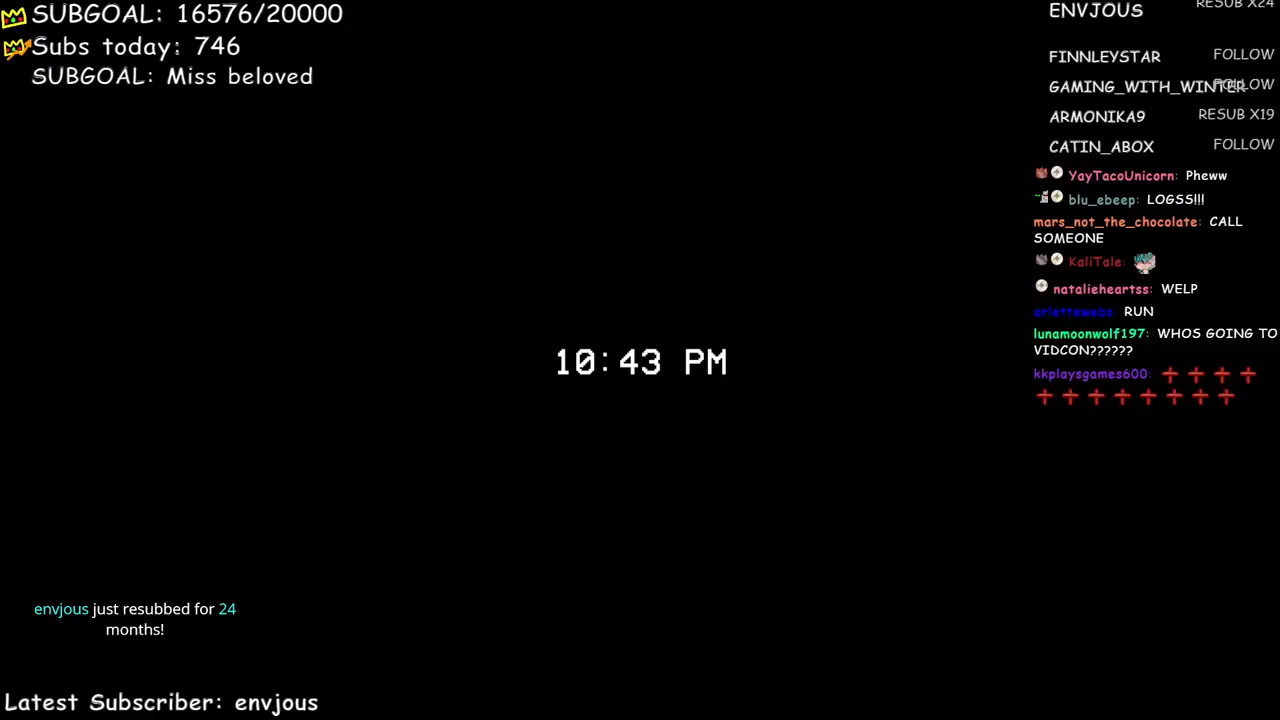 SUBGOAL: 16576/20000
Subs today: 746
SUBGOAL: Miss beloved
ENVJOUS RESUB X24
FINNLEYSTAR FOLLOW
GAMING_WITH_WINTER FOLLOW
ARMONIKA9 RESUB X19
CATIN_ABOX FOLLOW
YayTacoUnicorn: Pheww
blu_ebeep: LOGSS!!!
mars_not_the_chocolate: CALL
SOMEONE
KaliTale:
natalieheartss: WELP
arlettewebs: RUN
lunamoonwolf197: WHOS GOING TO
VIDCON??????
kkplaysgames600:
10:43 PM
envjous just resubbed for 24
months!
Latest Subscriber: envjous